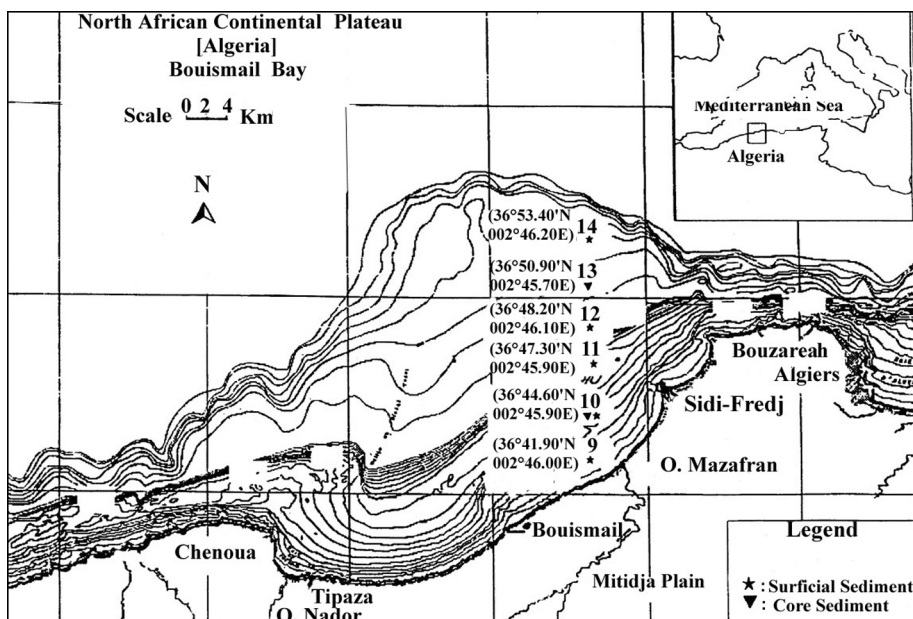 North African Continental Plateau
[Algeria]
Bouismail Bay
Scale 0 2 4 Km
N
Mediterranean Sea
Algeria
(36°53.40'N 14
002°46.20E)
(36°50.90'N 13
002°45.70E)
(36°48.20'N 12
002°46.10E)
(36°47.30'N 11
002°45.90E)
(36°44.60'N 10
002°45.90E)
(36°41.90'N 9
002°46.00E)
Bouzareah
Algiers
Sidi-Fredj
O. Mazafran
Bouismail
Chenoua
Mitidja Plain
Tipaza
O. Nador
Legend
★ : Surficial Sediment
▼ : Core Sediment